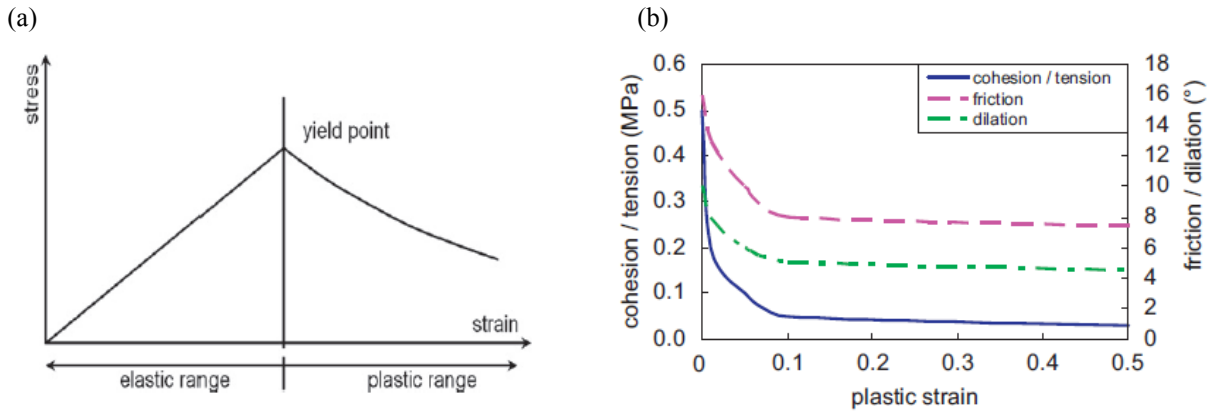 (a)
stress
yield point
strain
elastic range
plastic range
(b)
cohesion / tension (MPa)
0.6
0.5
0.4
0.3
0.2
0.1
0.0
cohesion / tension
friction
dilation
18
16
14
12
10
8
6
4
2
0
friction / dilation (°)
0 0.1 0.2 0.3 0.4 0.5
plastic strain